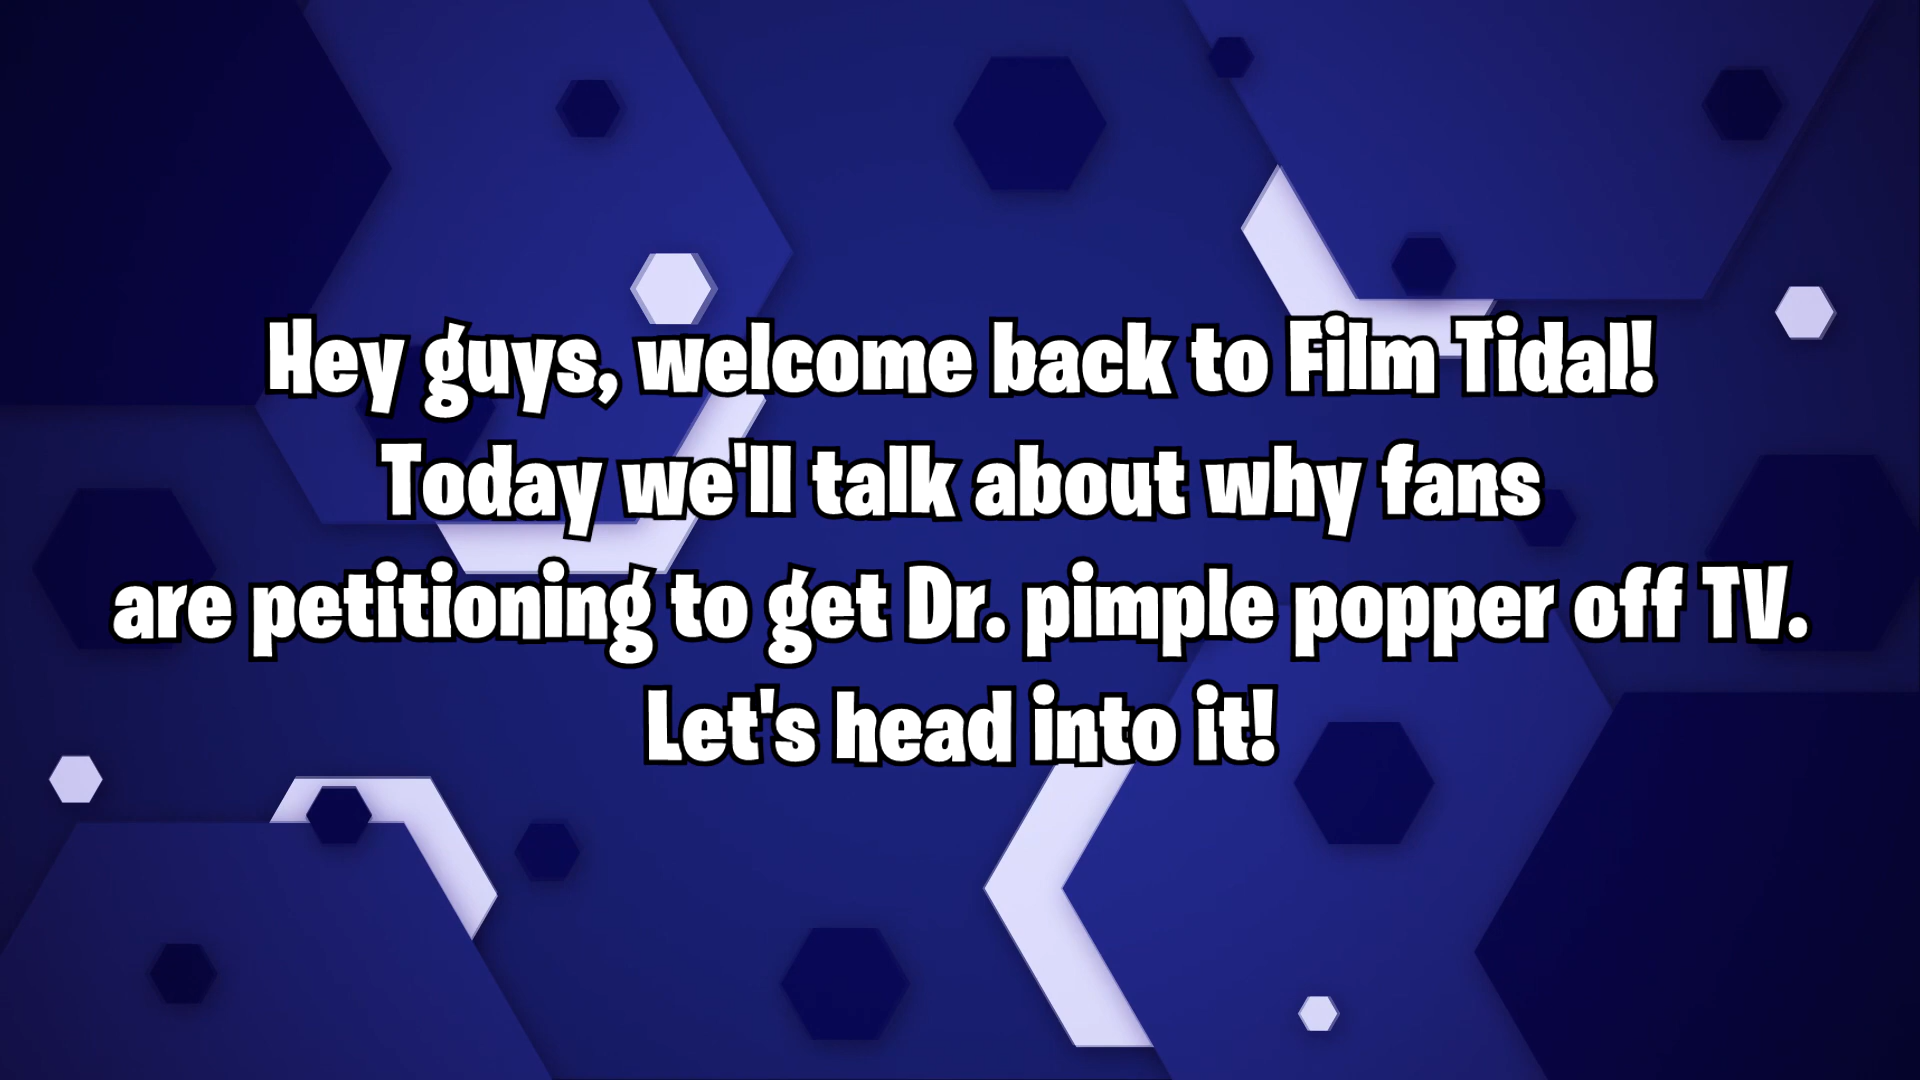 Hey guys, welcome back to Film Tidal!
Today we'll talk about why fans
are petitioning to get Dr. pimple popper off TV.
Let's head into it!